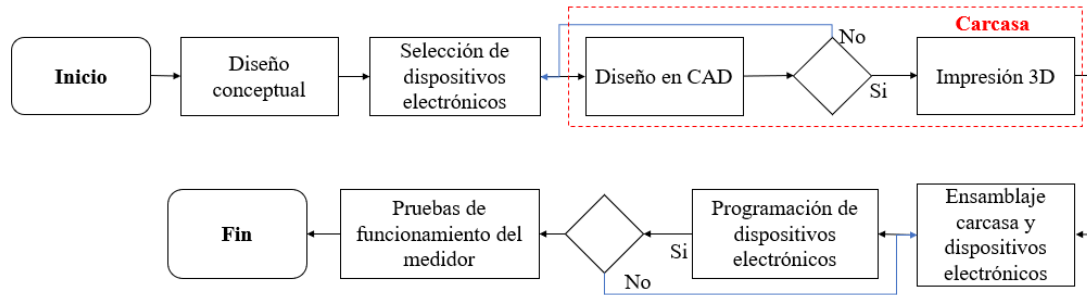 Carcasa
Inicio
Diseño
conceptual
Selección de
dispositivos
electrónicos
Diseño en CAD
No
Si
Impresión 3D
Fin
Pruebas de
funcionamiento del
medidor
No
Si
Programación de
dispositivos
electrónicos
Ensamblaje
carcasa y
dispositivos
electrónicos